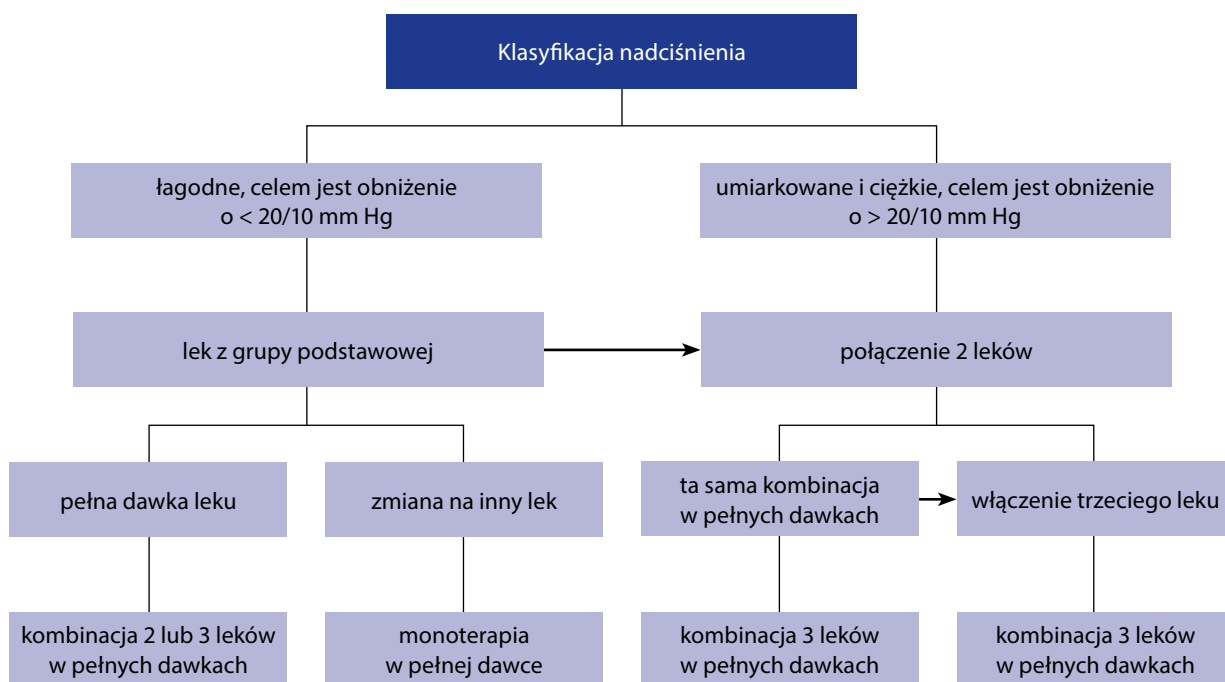 Klasyfikacja nadciśnienia
łagodne, celem jest obniżenie
o < 20/10 mm Hg
umiarkowane i ciężkie, celem jest obniżenie
o > 20/10 mm Hg
lek z grupy podstawowej
połączenie 2 leków
pełna dawka leku
zmiana na inny lek
ta sama kombinacja
w pełnych dawkach
włączenie trzeciego leku
kombinacja 2 lub 3 leków
w pełnych dawkach
monoterapia
w pełnej dawce
kombinacja 3 leków
w pełnych dawkach
kombinacja 3 leków
w pełnych dawkach